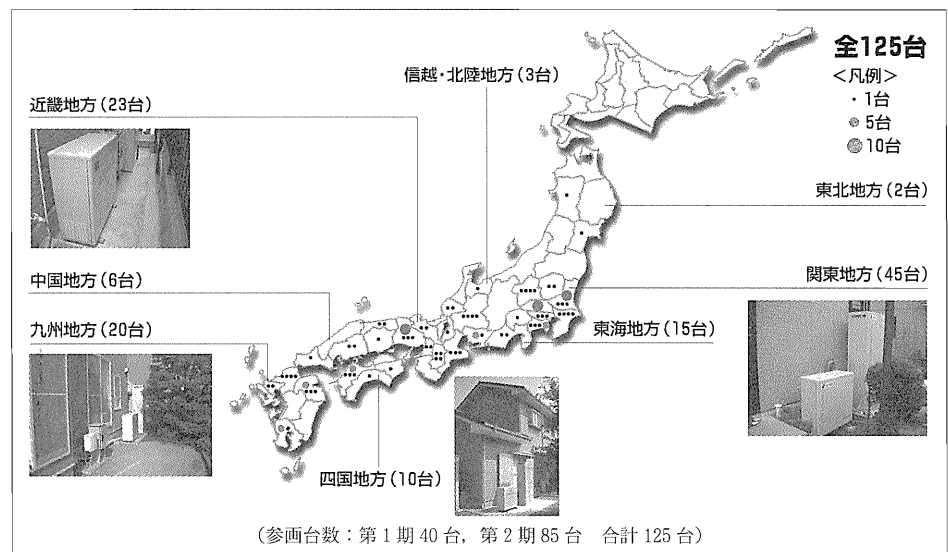 全125台
<凡例>
・1台
5台
10台
信越・北陸地方(3台)
近畿地方(23台)
東北地方(2台)
中国地方(6台)
関東地方(45台)
九州地方(20台)
東海地方(15台)
四国地方(10台)
(参画台数:第1期40台,第2期85台 合計125台)